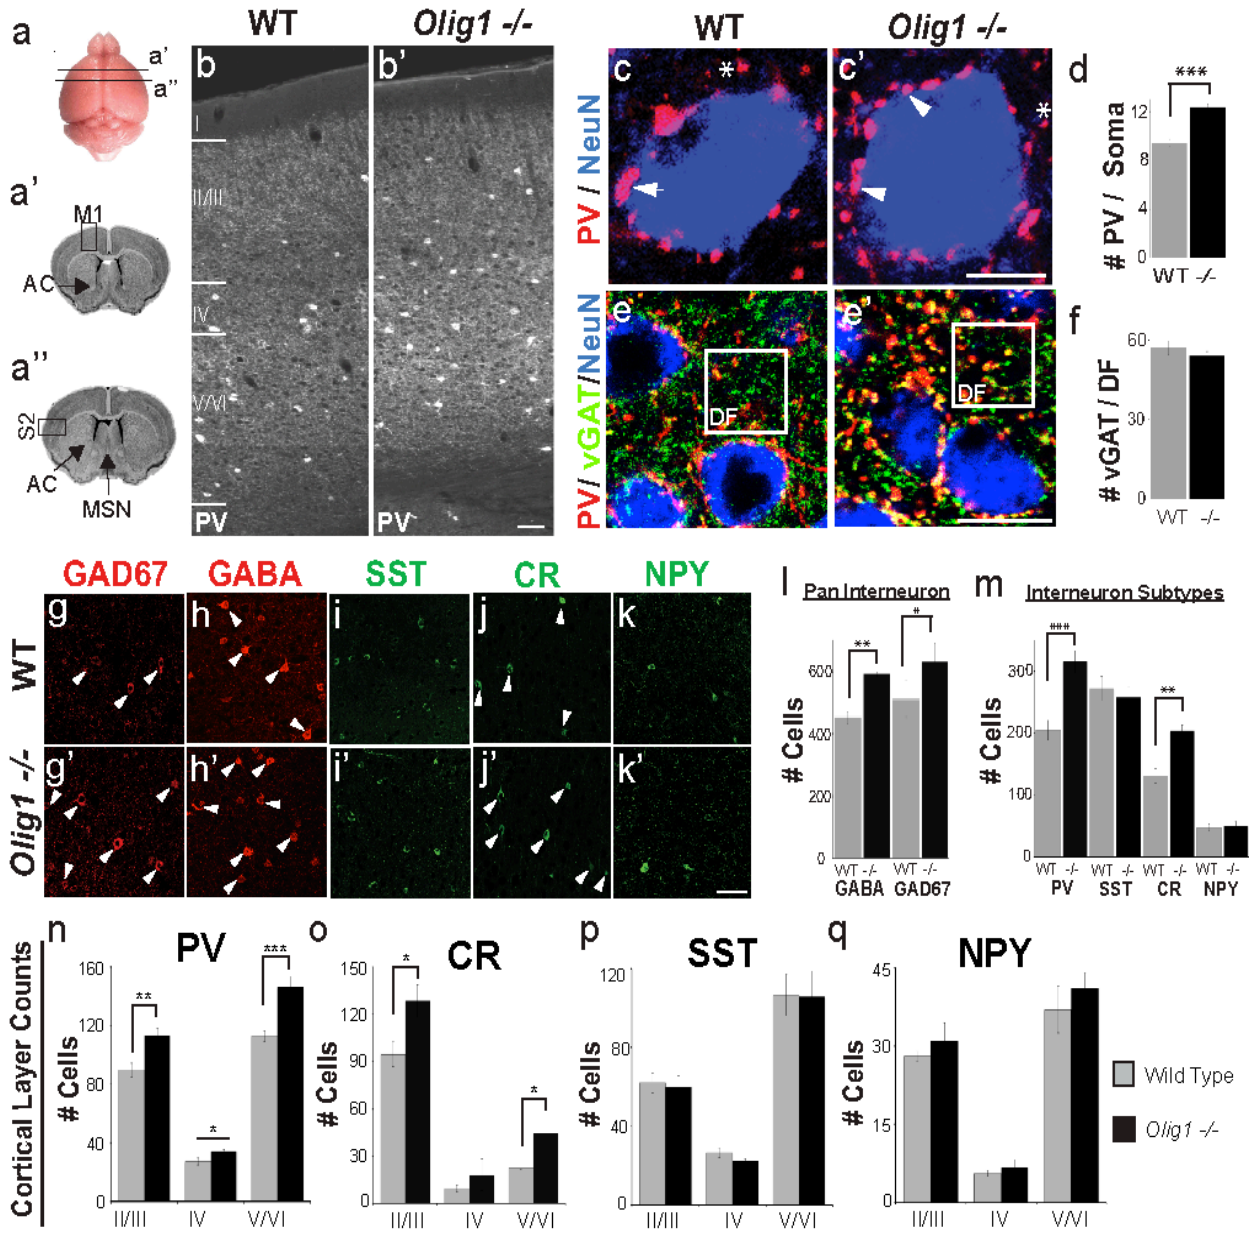 WT
Olig1 -/-
WT
Olig1 -/-
a
a'
a''
a'
M1
AC
a''
S2
AC
MSN
b
I
II/III
IV
V/VI
PV
b'
PV
PV / NeuN
c
*
c'
*
d
***
# PV / Soma
12
8
4
0
WT -/-
PV/ vGAT/NeuN
e
DF
e'
DF
f
# vGAT / DF
60
30
0
WT -/-
GAD67
GABA
SST
CR
NPY
WT
g
h
i
j
k
Olig1 -/-
g'
h'
i'
j'
k'
l
Pan Interneuron
# Cells
600
400
200
0
**
WT -/- WT -/-
GABA GAD67
m
Interneuron Subtypes
# Cells
300
200
100
0
**
WT -/- WT -/- WT -/- WT -/-
PV SST CR NPY
Cortical Layer Counts
n
PV
# Cells
160
120
80
40
0
**
*
***
II/III IV V/VI
o
CR
# Cells
150
120
90
60
30
0
*
*
II/III IV V/VI
p
SST
# Cells
120
80
40
0
II/III IV V/VI
q
NPY
# Cells
45
30
15
0
II/III IV V/VI
Wild Type
Olig1 -/-